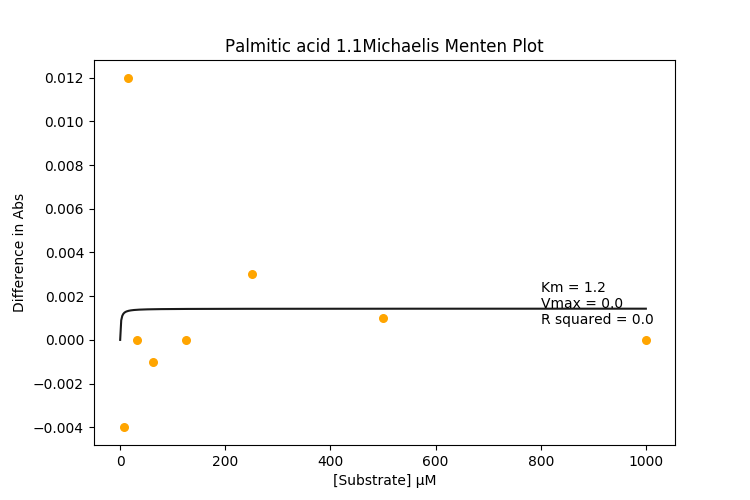 Palmitic acid 1.1Michaelis Menten Plot
0.012
0.010
0.008
0.006
0.004
0.002
0.000
−0.002
−0.004
Difference in Abs
Km = 1.2
Vmax = 0.0
R squared = 0.0
0 200 400 600 800 1000
[Substrate] µM